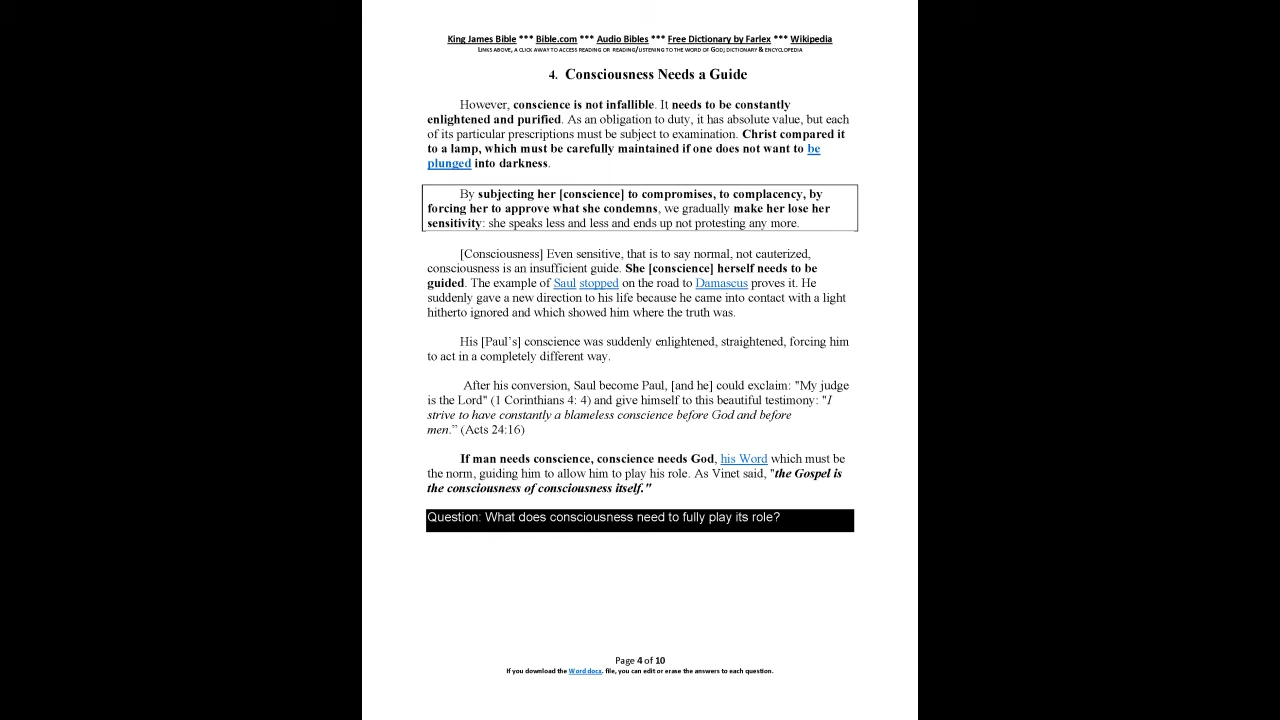 King James Bible *** Bible.com *** Audio Bibles *** Free Dictionary by Farlex *** Wikipedia
LINKS ABOVE, A CLICK AWAY TO ACCESS READING OR READING/LISTENING TO THE WORD OF GOD; DICTIONARY & ENCYCLOPEDIA
4. Consciousness Needs a Guide
However, conscience is not infallible. It needs to be constantly
enlightened and purified. As an obligation to duty, it has absolute value, but each
of its particular prescriptions must be subject to examination. Christ compared it
to a lamp, which must be carefully maintained if one does not want to be
plunged into darkness.
By subjecting her [conscience] to compromises, to complacency, by
forcing her to approve what she condemns, we gradually make her lose her
sensitivity: she speaks less and less and ends up not protesting any more.
[Consciousness] Even sensitive, that is to say normal, not cauterized,
consciousness is an insufficient guide. She [conscience] herself needs to be
guided. The example of Saul stopped on the road to Damascus proves it. He
suddenly gave a new direction to his life because he came into contact with a light
hitherto ignored and which showed him where the truth was.
His [Paul's] conscience was suddenly enlightened, straightened, forcing him
to act in a completely different way.
After his conversion, Saul become Paul, [and he] could exclaim: "My judge
is the Lord" (1 Corinthians 4: 4) and give himself to this beautiful testimony: "I
strive to have constantly a blameless conscience before God and before
men.” (Acts 24:16)
If man needs conscience, conscience needs God, his Word which must be
the norm, guiding him to allow him to play his role. As Vinet said, "the Gospel is
the consciousness of consciousness itself."
Question: What does consciousness need to fully play its role?
Page 4 of 10
If you download the Word docx. file, you can edit or erase the answers to each question.